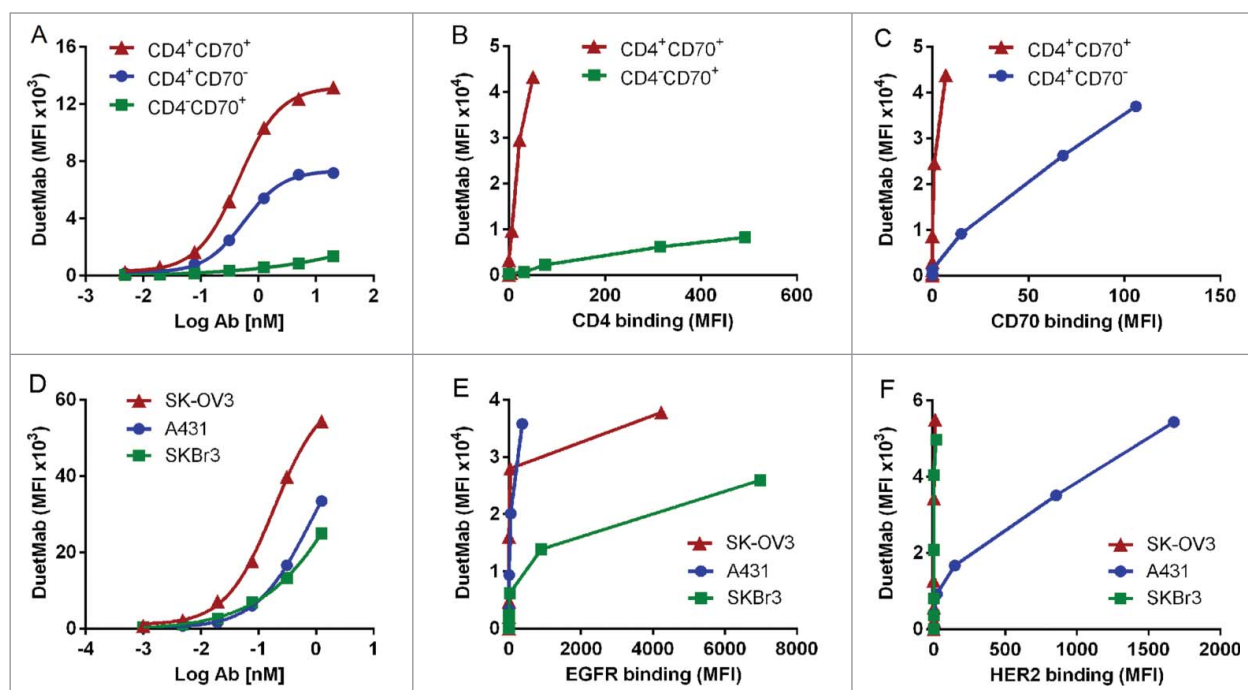 A
CD4⁺CD70⁺
CD4⁺CD70⁻
CD4⁻CD70⁺
DuetMab (MFI x10³)
16
12
8
4
0
-3
-2
-1
0
1
2
Log Ab [nM]
B
CD4⁺CD70⁺
CD4⁻CD70⁺
DuetMab (MFI x10⁴)
5
4
3
2
1
0
0
200
400
600
CD4 binding (MFI)
C
CD4⁺CD70⁺
CD4⁺CD70⁻
DuetMab (MFI x10⁴)
5
4
3
2
1
0
0
50
100
150
CD70 binding (MFI)
D
SK-OV3
A431
SKBr3
DuetMab (MFI x10³)
60
40
20
0
-4
-3
-2
-1
0
1
Log Ab [nM]
E
DuetMab (MFI x10⁴)
4
3
2
1
0
SK-OV3
A431
SKBr3
0
2000
4000
6000
8000
EGFR binding (MFI)
F
DuetMab (MFI x10³)
6
4
2
0
SK-OV3
A431
SKBr3
0
500
1000
1500
2000
HER2 binding (MFI)